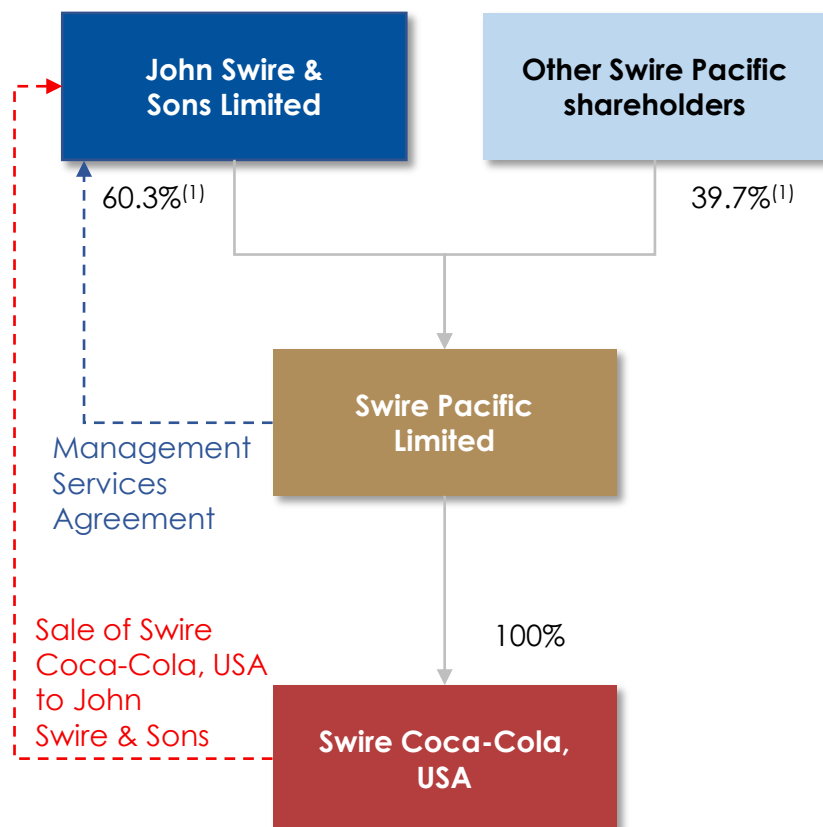 John Swire &
Sons Limited
Other Swire Pacific
shareholders
60.3%(1)
39.7%(1)
Swire Pacific
Limited
Management
Services
Agreement
100%
Sale of Swire
Coca-Cola, USA
to John
Swire & Sons
Swire Coca-Cola,
USA